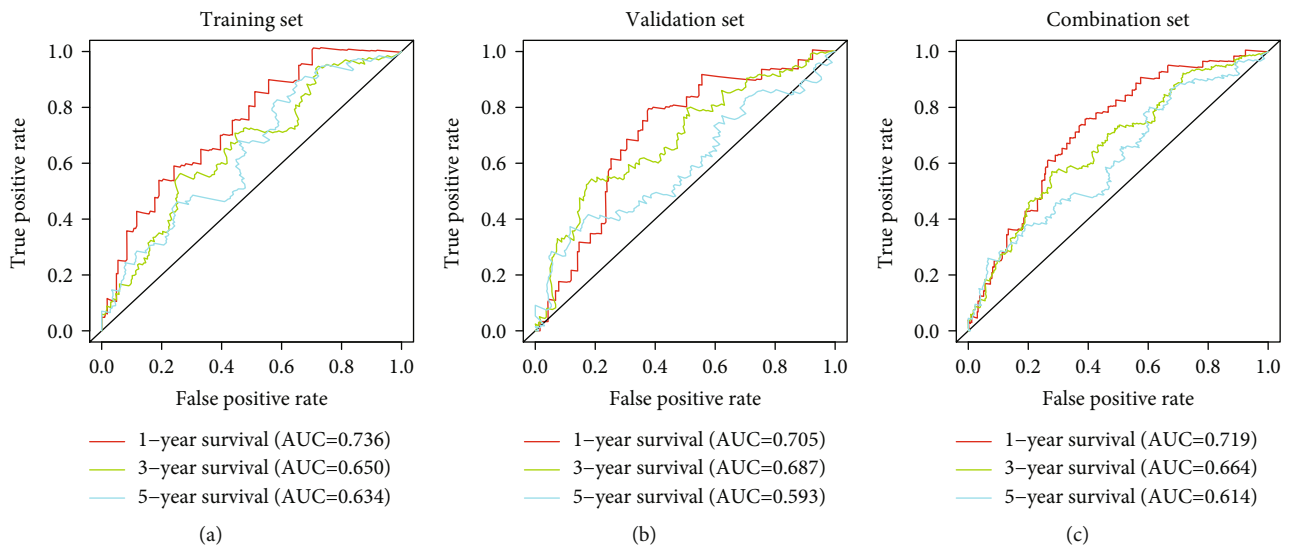 Training set
True positive rate
1.0
0.8
0.6
0.4
0.2
0.0
0.0 0.2 0.4 0.6 0.8 1.0
False positive rate
1−year survival (AUC=0.736)
3−year survival (AUC=0.650)
5−year survival (AUC=0.634)
(a)
Validation set
True positive rate
1.0
0.8
0.6
0.4
0.2
0.0
0.0 0.2 0.4 0.6 0.8 1.0
False positive rate
1−year survival (AUC=0.705)
3−year survival (AUC=0.687)
5−year survival (AUC=0.593)
(b)
Combination set
True positive rate
1.0
0.8
0.6
0.4
0.2
0.0
0.0 0.2 0.4 0.6 0.8 1.0
False positive rate
1−year survival (AUC=0.719)
3−year survival (AUC=0.664)
5−year survival (AUC=0.614)
(c)